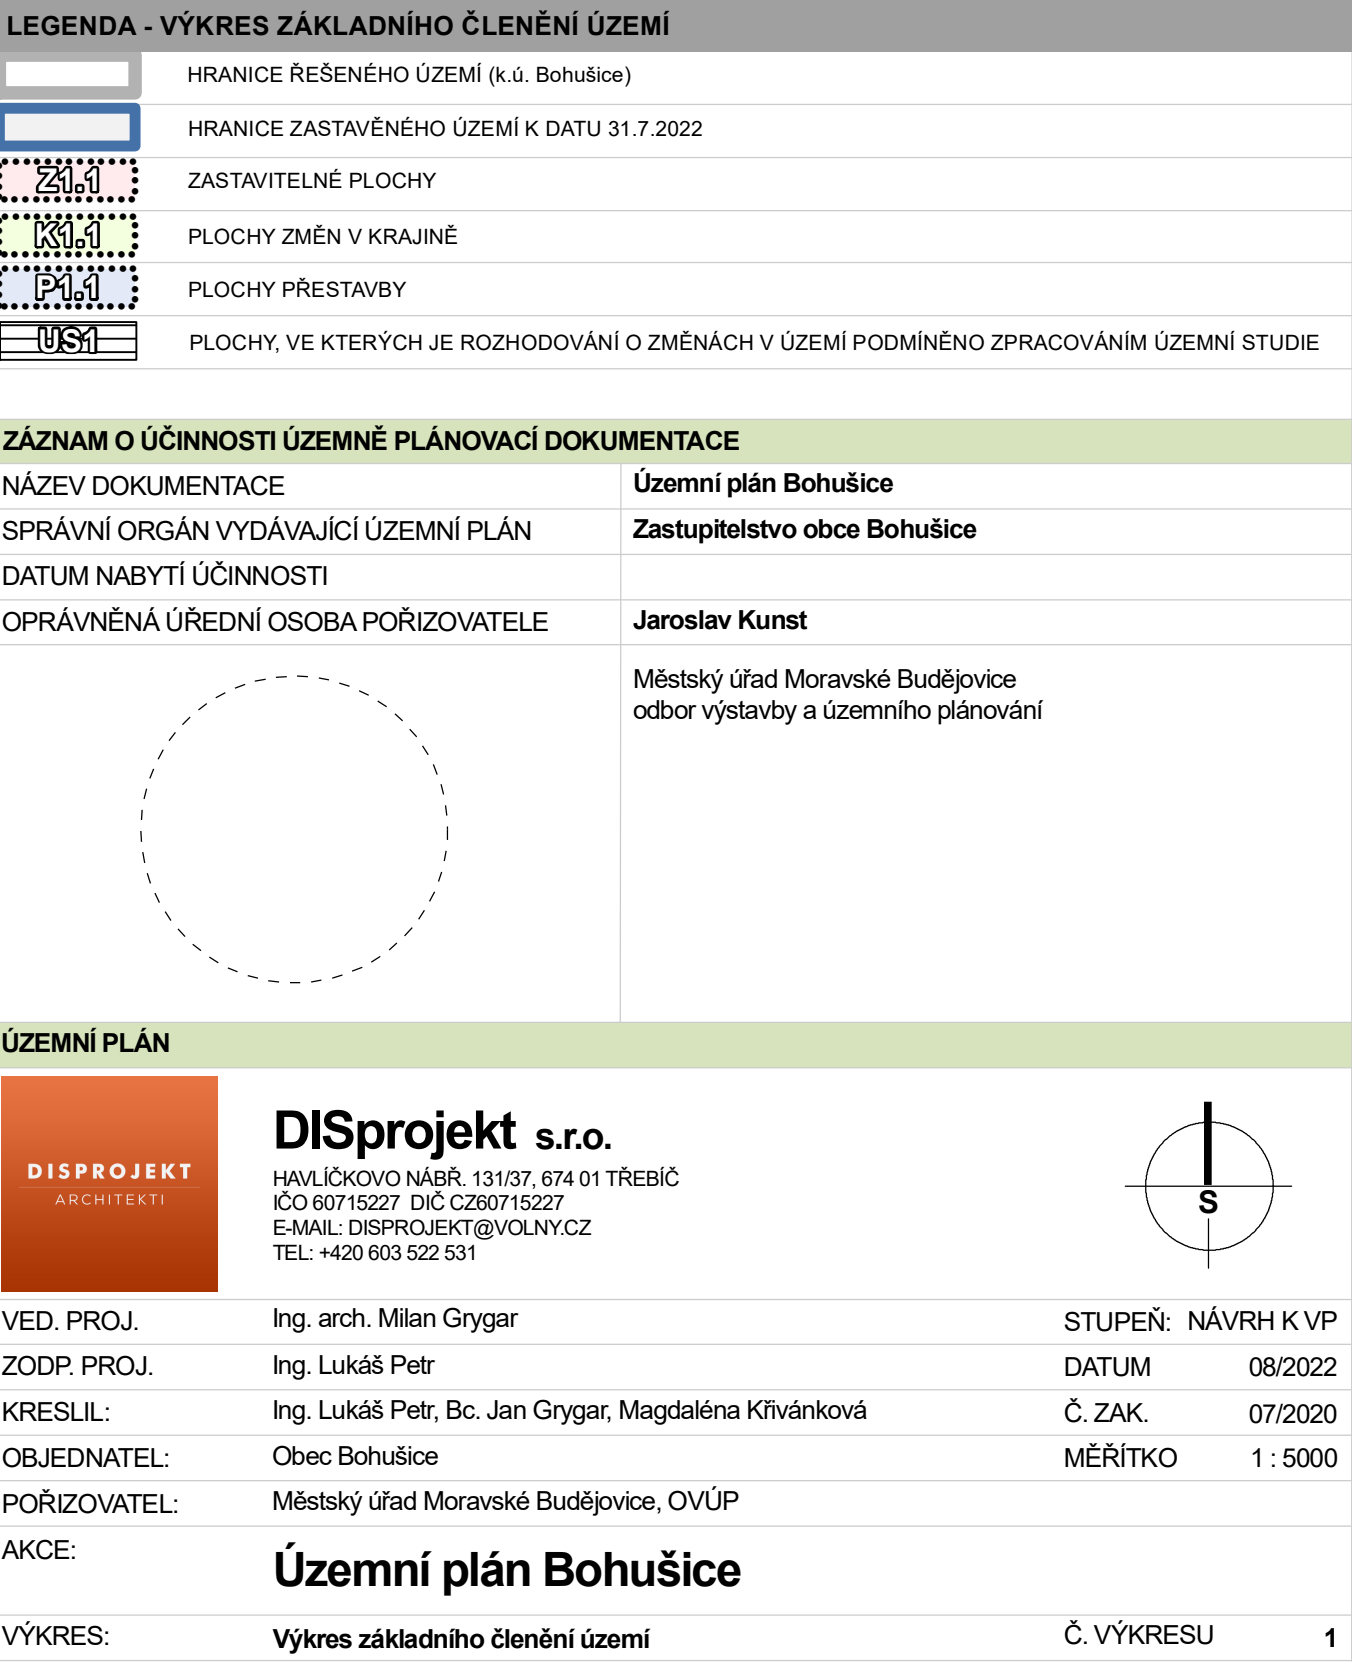 LEGENDA - VÝKRES ZÁKLADNÍHO ČLENĚNÍ ÚZEMÍ
HRANICE ŘEŠENÉHO ÚZEMÍ (k.ú. Bohušice)
HRANICE ZASTAVĚNÉHO ÚZEMÍ K DATU 31.7.2022
Z1.1 ZASTAVITELNÉ PLOCHY
K1.1 PLOCHY ZMĚN V KRAJINĚ
P1.1 PLOCHY PŘESTAVBY
US1 PLOCHY, VE KTERÝCH JE ROZHODOVÁNÍ O ZMĚNÁCH V ÚZEMÍ PODMÍNĚNO ZPRACOVÁNÍM ÚZEMNÍ STUDIE
ZÁZNAM O ÚČINNOSTI ÚZEMNĚ PLÁNOVACÍ DOKUMENTACE
NÁZEV DOKUMENTACE Územní plán Bohušice
SPRÁVNÍ ORGÁN VYDÁVAJÍCÍ ÚZEMNÍ PLÁN Zastupitelstvo obce Bohušice
DATUM NABYTÍ ÚČINNOSTI
OPRÁVNĚNÁ ÚŘEDNÍ OSOBA POŘIZOVATELE Jaroslav Kunst
Městský úřad Moravské Budějovice
odbor výstavby a územního plánování
ÚZEMNÍ PLÁN
DISPROJEKT
ARCHITEKTI
DISprojekt s.r.o.
HAVLÍČKOVO NÁBŘ. 131/37, 674 01 TŘEBÍČ
IČO 60715227 DIČ CZ60715227
E-MAIL: DISPROJEKT@VOLNY.CZ
TEL: +420 603 522 531
S
VED. PROJ. Ing. arch. Milan Grygar STUPEŇ: NÁVRH K VP
ZODP. PROJ. Ing. Lukáš Petr DATUM 08/2022
KRESLIL: Ing. Lukáš Petr, Bc. Jan Grygar, Magdaléna Křivánková Č. ZAK. 07/2020
OBJEDNATEL: Obec Bohušice MĚŘÍTKO 1 : 5000
POŘIZOVATEL: Městský úřad Moravské Budějovice, OVÚP
AKCE: Územní plán Bohušice
VÝKRES: Výkres základního členění území Č. VÝKRESU 1